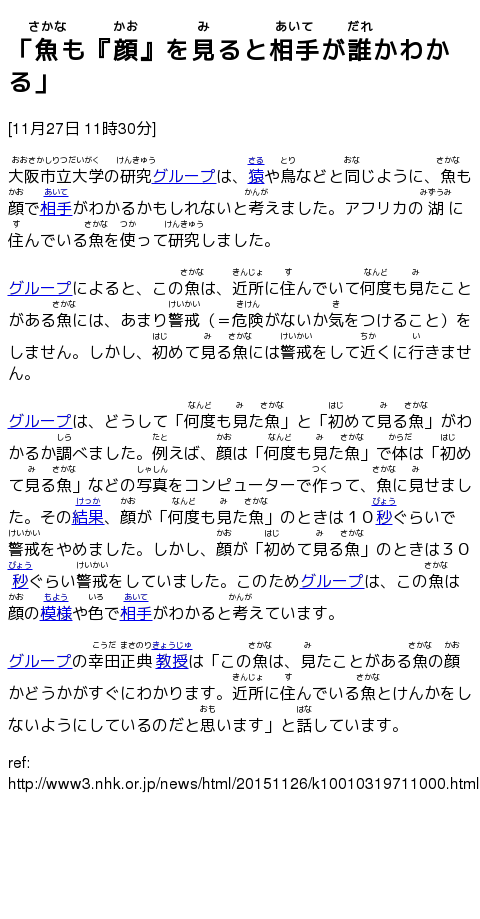 「魚も『顔』を見ると相手が誰かわか
る」
[11月27日 11時30分]
大阪市立大学の研究グループは、猿や鳥などと同じように、魚も
顔で相手がわかるかもしれないと考えました。アフリカの湖に
住んでいる魚を使って研究しました。
グループによると、この魚は、近所に住んでいて何度も見たこと
がある魚には、あまり警戒（＝危険がないか気をつけること）を
しません。しかし、初めて見る魚には警戒をして近くに行きませ
ん。
グループは、どうして「何度も見た魚」と「初めて見る魚」がわ
かるか調べました。例えば、顔は「何度も見た魚」で体は「初め
て見る魚」などの写真をコンピューターで作って、魚に見せまし
た。その結果、顔が「何度も見た魚」のときは１０秒ぐらいで
警戒をやめました。しかし、顔が「初めて見る魚」のときは３０
秒ぐらい警戒をしていました。このためグループは、この魚は
顔の模様や色で相手がわかると考えています。
グループの幸田正典教授は「この魚は、見たことがある魚の顔
かどうかがすぐにわかります。近所に住んでいる魚とけんかをし
ないようにしているのだと思います」と話しています。
ref:
http://www3.nhk.or.jp/news/html/20151126/k10010319711000.html